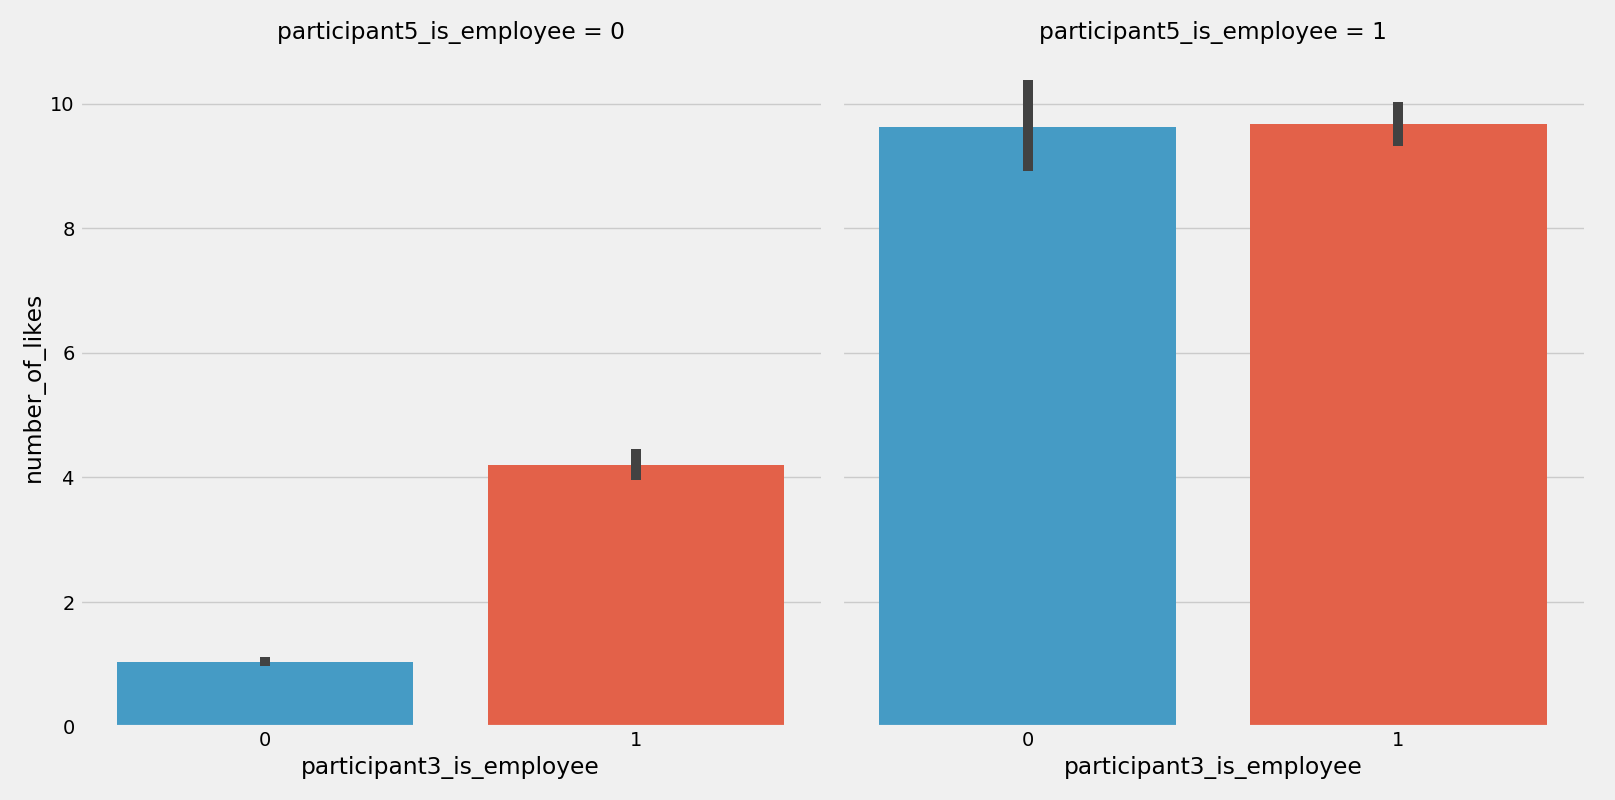 participant5_is_employee = 0
participant5_is_employee = 1
number_of_likes
10
8
6
4
2
0
0 1
0 1
participant3_is_employee
participant3_is_employee